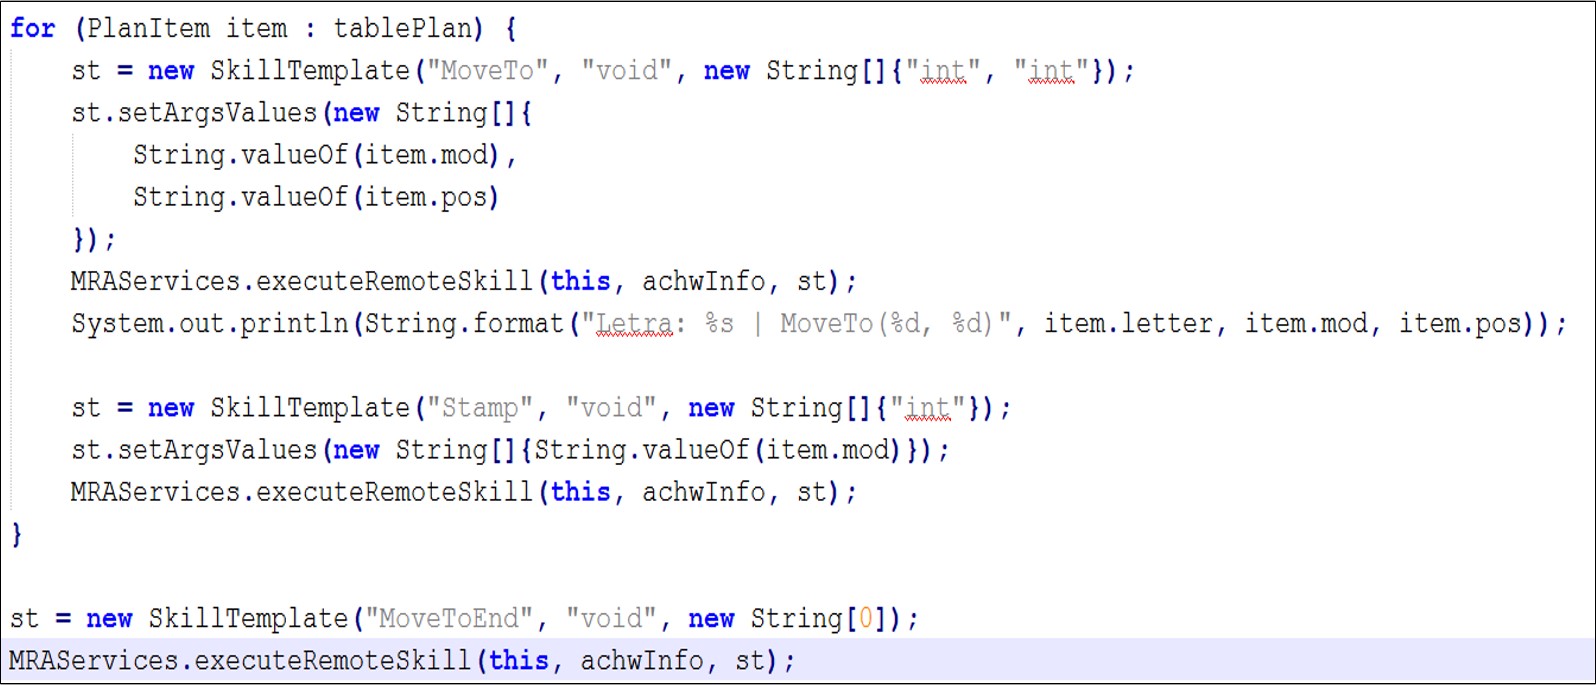 for (PlanItem item : tablePlan) {
    st = new SkillTemplate("MoveTo", "void", new String[]{"int", "int"});
    st.setArgsValues(new String[]{
        String.valueOf(item.mod),
        String.valueOf(item.pos)
    });
    MRAServices.executeRemoteSkill(this, achwInfo, st);
    System.out.println(String.format("Letra: %s | MoveTo(%d, %d)", item.letter, item.mod, item.pos));

    st = new SkillTemplate("Stamp", "void", new String[]{"int"});
    st.setArgsValues(new String[]{String.valueOf(item.mod)});
    MRAServices.executeRemoteSkill(this, achwInfo, st);
}

st = new SkillTemplate("MoveToEnd", "void", new String[0]);
MRAServices.executeRemoteSkill(this, achwInfo, st);